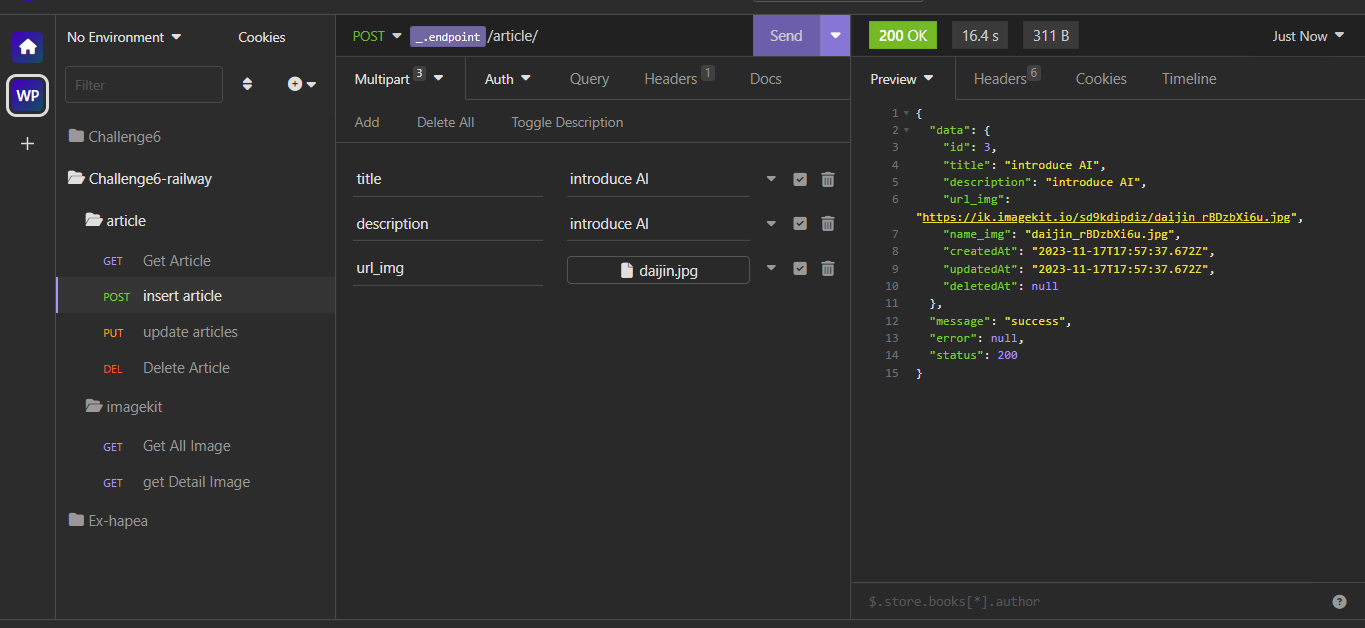 No Environment
Cookies
Filter
WP
Challenge6
Challenge6-railway
article
GET Get Article
POST insert article
PUT update articles
DEL Delete Article
imagekit
GET Get All Image
GET get Detail Image
Ex-hapea
POST _.endpoint /article/ Send
Multipart 3 Auth Query Headers 1 Docs
Add Delete All Toggle Description
title introduce AI
description introduce AI
url_img daijin.jpg
200 OK 16.4 s 311 B Just Now
Preview Headers 6 Cookies Timeline
1 {
2 "data": {
3 "id": 3,
4 "title": "introduce AI",
5 "description": "introduce AI",
6 "url_img":
"https://ik.imagekit.io/sd9kdipdiz/daijin_rBDzbXi6u.jpg",
7 "name_img": "daijin_rBDzbXi6u.jpg",
8 "createdAt": "2023-11-17T17:57:37.672Z",
9 "updatedAt": "2023-11-17T17:57:37.672Z",
10 "deletedAt": null
11 },
12 "message": "success",
13 "error": null,
14 "status": 200
15 }
$.store.books[*].author
?